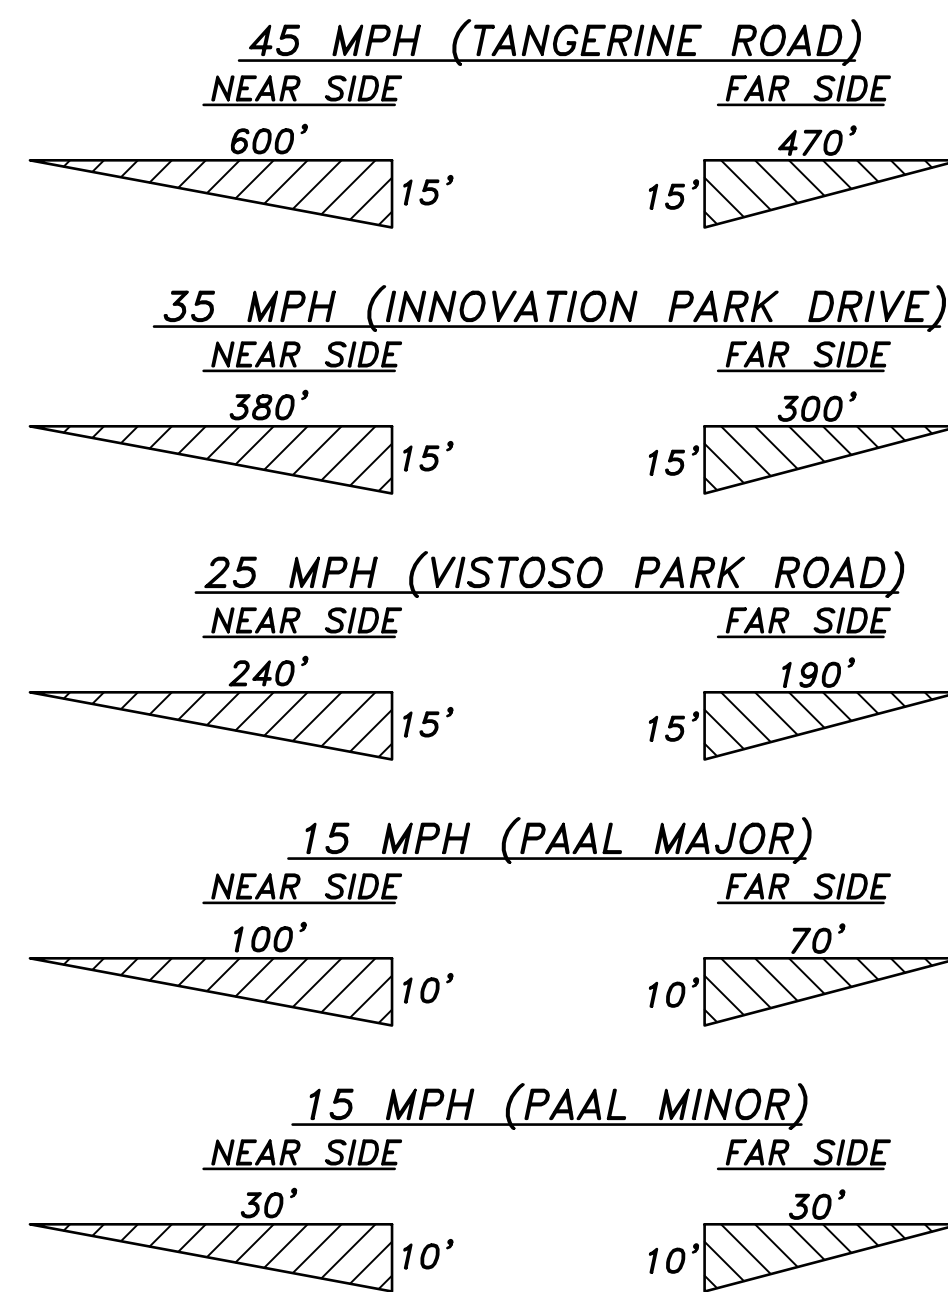 45 MPH (TANGERINE ROAD)
NEAR SIDE FAR SIDE
600' 470'
15' 15'
35 MPH (INNOVATION PARK DRIVE)
NEAR SIDE FAR SIDE
380' 300'
15' 15'
25 MPH (VISTOSO PARK ROAD)
NEAR SIDE FAR SIDE
240' 190'
15' 15'
15 MPH (PAAL MAJOR)
NEAR SIDE FAR SIDE
100' 70'
10' 10'
15 MPH (PAAL MINOR)
NEAR SIDE FAR SIDE
30' 30'
10' 10'